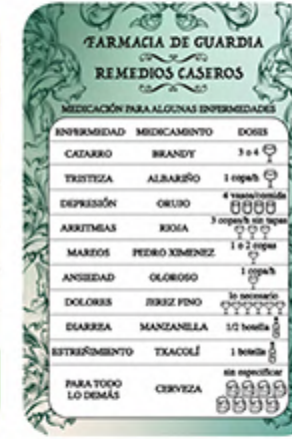 FARMACIA DE GUARDIA
REMEDIOS CASEROS
MEDICACIÓN PARA ALGUNAS ENFERMEDADES
ENFERMEDAD MEDICAMENTO DOSIS
CATARRO BRANDY 3 o 4
TRISTEZA ALBARIÑO 1 copa/h
DEPRESIÓN ORUJO 4 vasos/comida
ARRITMIAS RIOJA 3 copas/h sin tapas
MAREOS PEDRO XIMENEZ 1 o 2 copas
ANSIEDAD OLOROSO 1 copa/h
DOLORES JEREZ FINO lo necesario
DIARREA MANZANILLA 1/2 botella
ESTREÑIMIENTO TXACOLÍ 1 botella
PARA TODO LO DEMÁS CERVEZA sin especificar